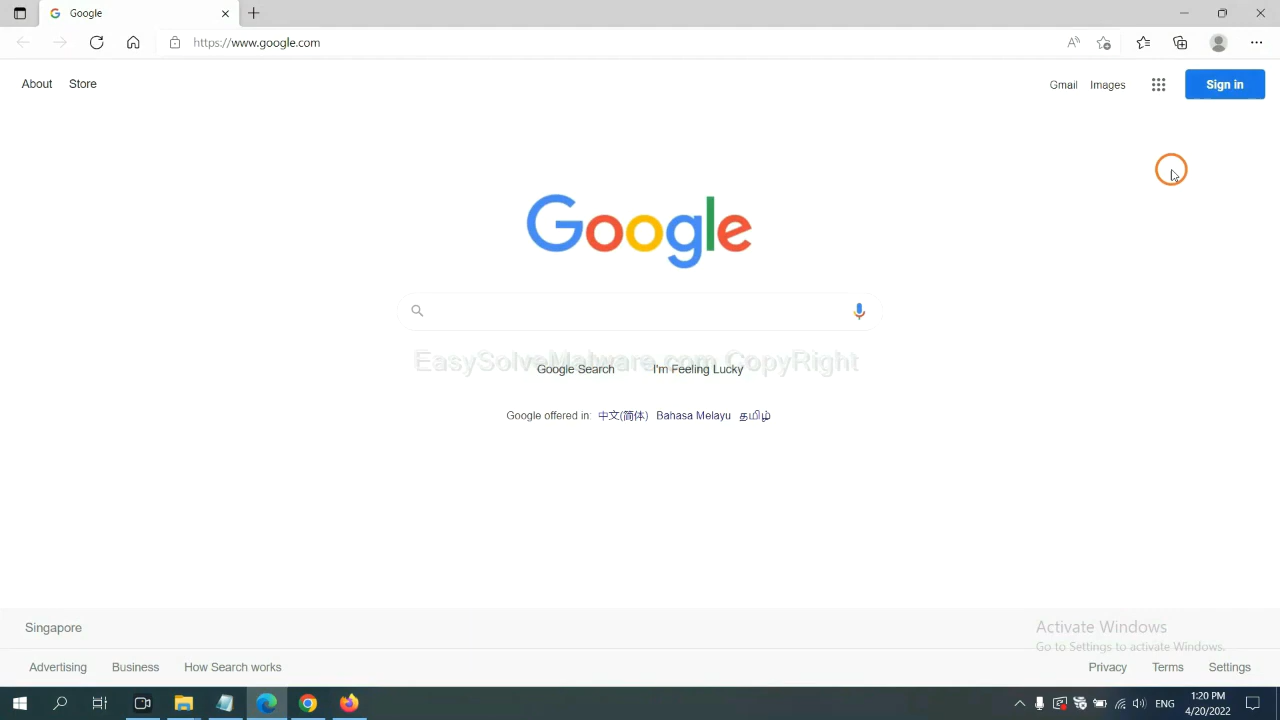 Google
https://www.google.com
About Store
Gmail Images Sign in
Google
EasySolveMalware.com CopyRight
Google Search I'm Feeling Lucky
Google offered in: 中文(简体) Bahasa Melayu தமிழ்
Singapore
Activate Windows
Go to Settings to activate Windows.
Advertising Business How Search works
Privacy Terms Settings
ENG
1:20 PM
4/20/2022